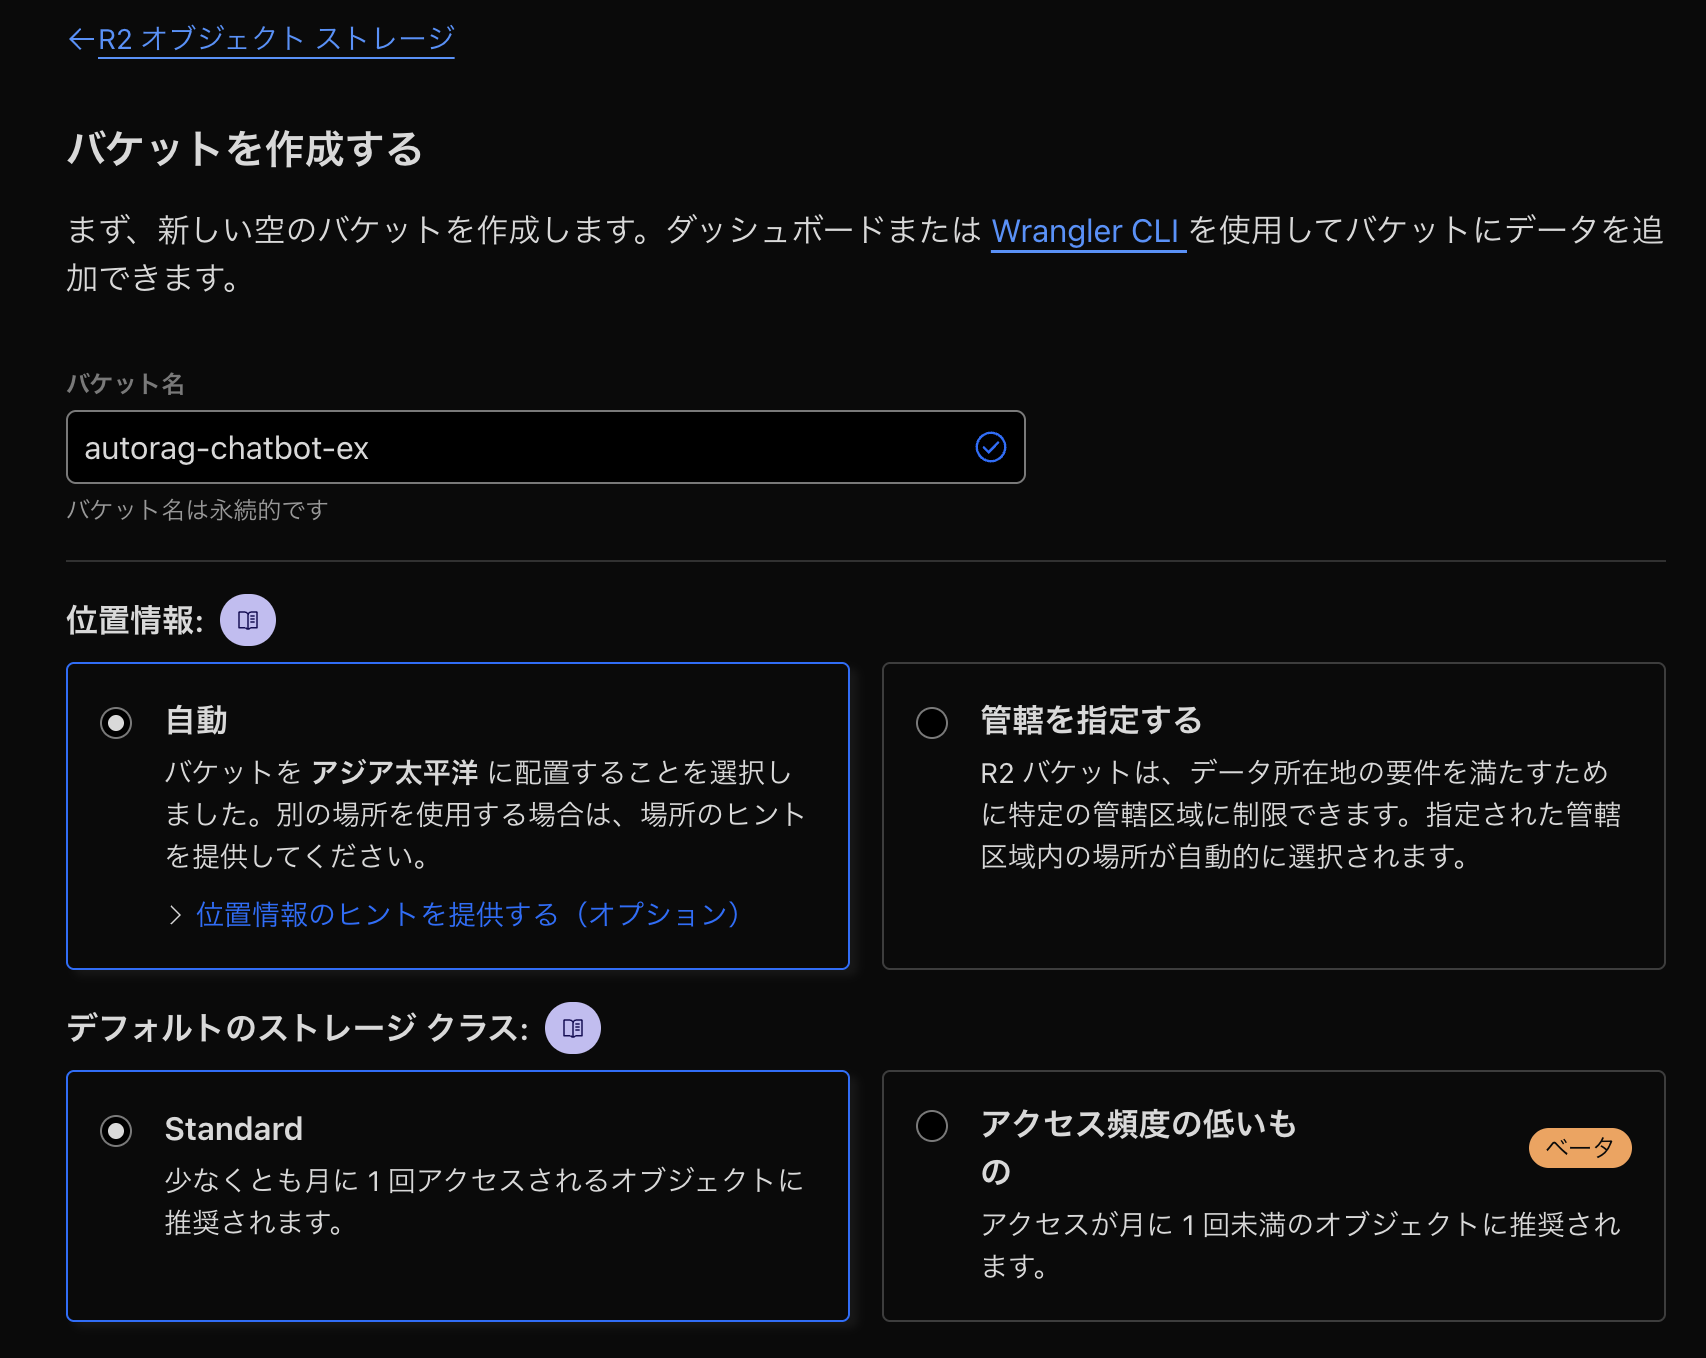 ←R2 オブジェクト ストレージ
バケットを作成する
まず、新しい空のバケットを作成します。ダッシュボードまたは Wrangler CLI を使用してバケットにデータを追
加できます。
バケット名
autorag-chatbot-ex
バケット名は永続的です
位置情報:
自動
バケットを アジア太平洋 に配置することを選択し
ました。別の場所を使用する場合は、場所のヒント
を提供してください。
位置情報のヒントを提供する（オプション）
管轄を指定する
R2 バケットは、データ所在地の要件を満たすため
に特定の管轄区域に制限できます。指定された管轄
区域内の場所が自動的に選択されます。
デフォルトのストレージ クラス:
Standard
少なくとも月に 1 回アクセスされるオブジェクトに
推奨されます。
アクセス頻度の低いも
の
ベータ
アクセスが月に 1 回未満のオブジェクトに推奨され
ます。